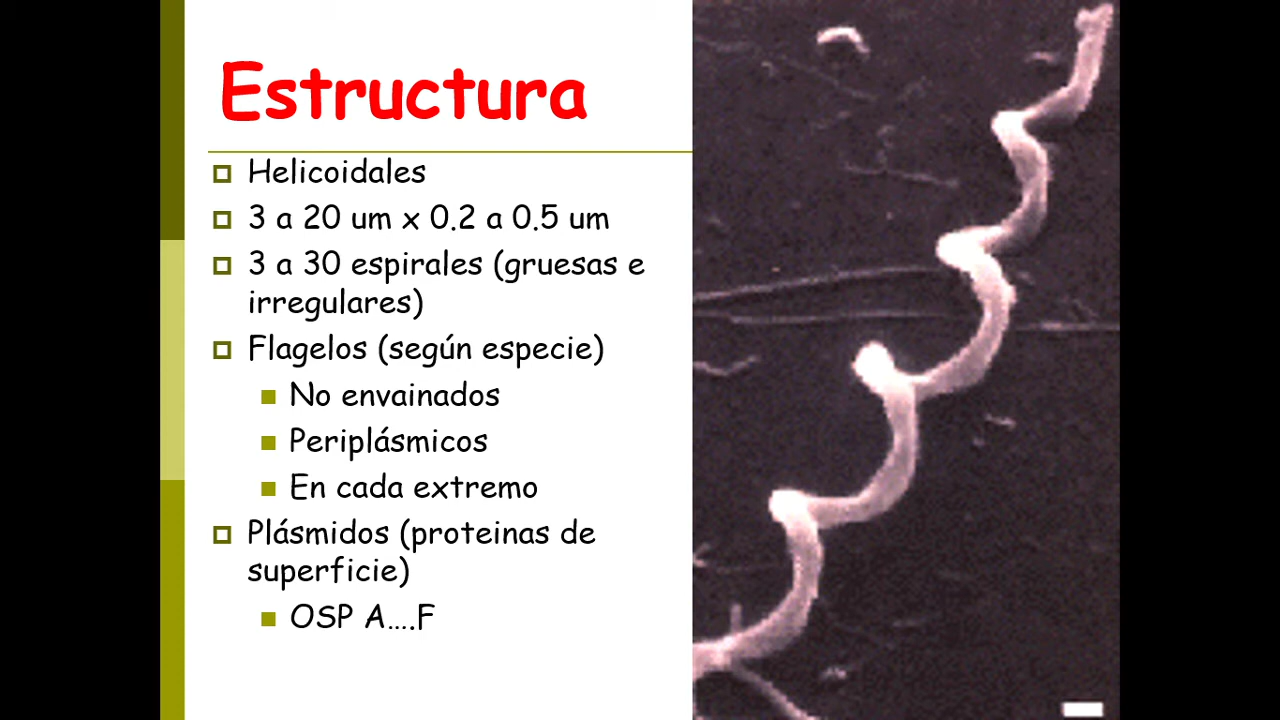 Estructura
Helicoidales
3 a 20 um x 0.2 a 0.5 um
3 a 30 espirales (gruesas e
irregulares)
Flagelos (según especie)
No envainados
Periplásmicos
En cada extremo
Plásmidos (proteinas de
superficie)
OSP A....F